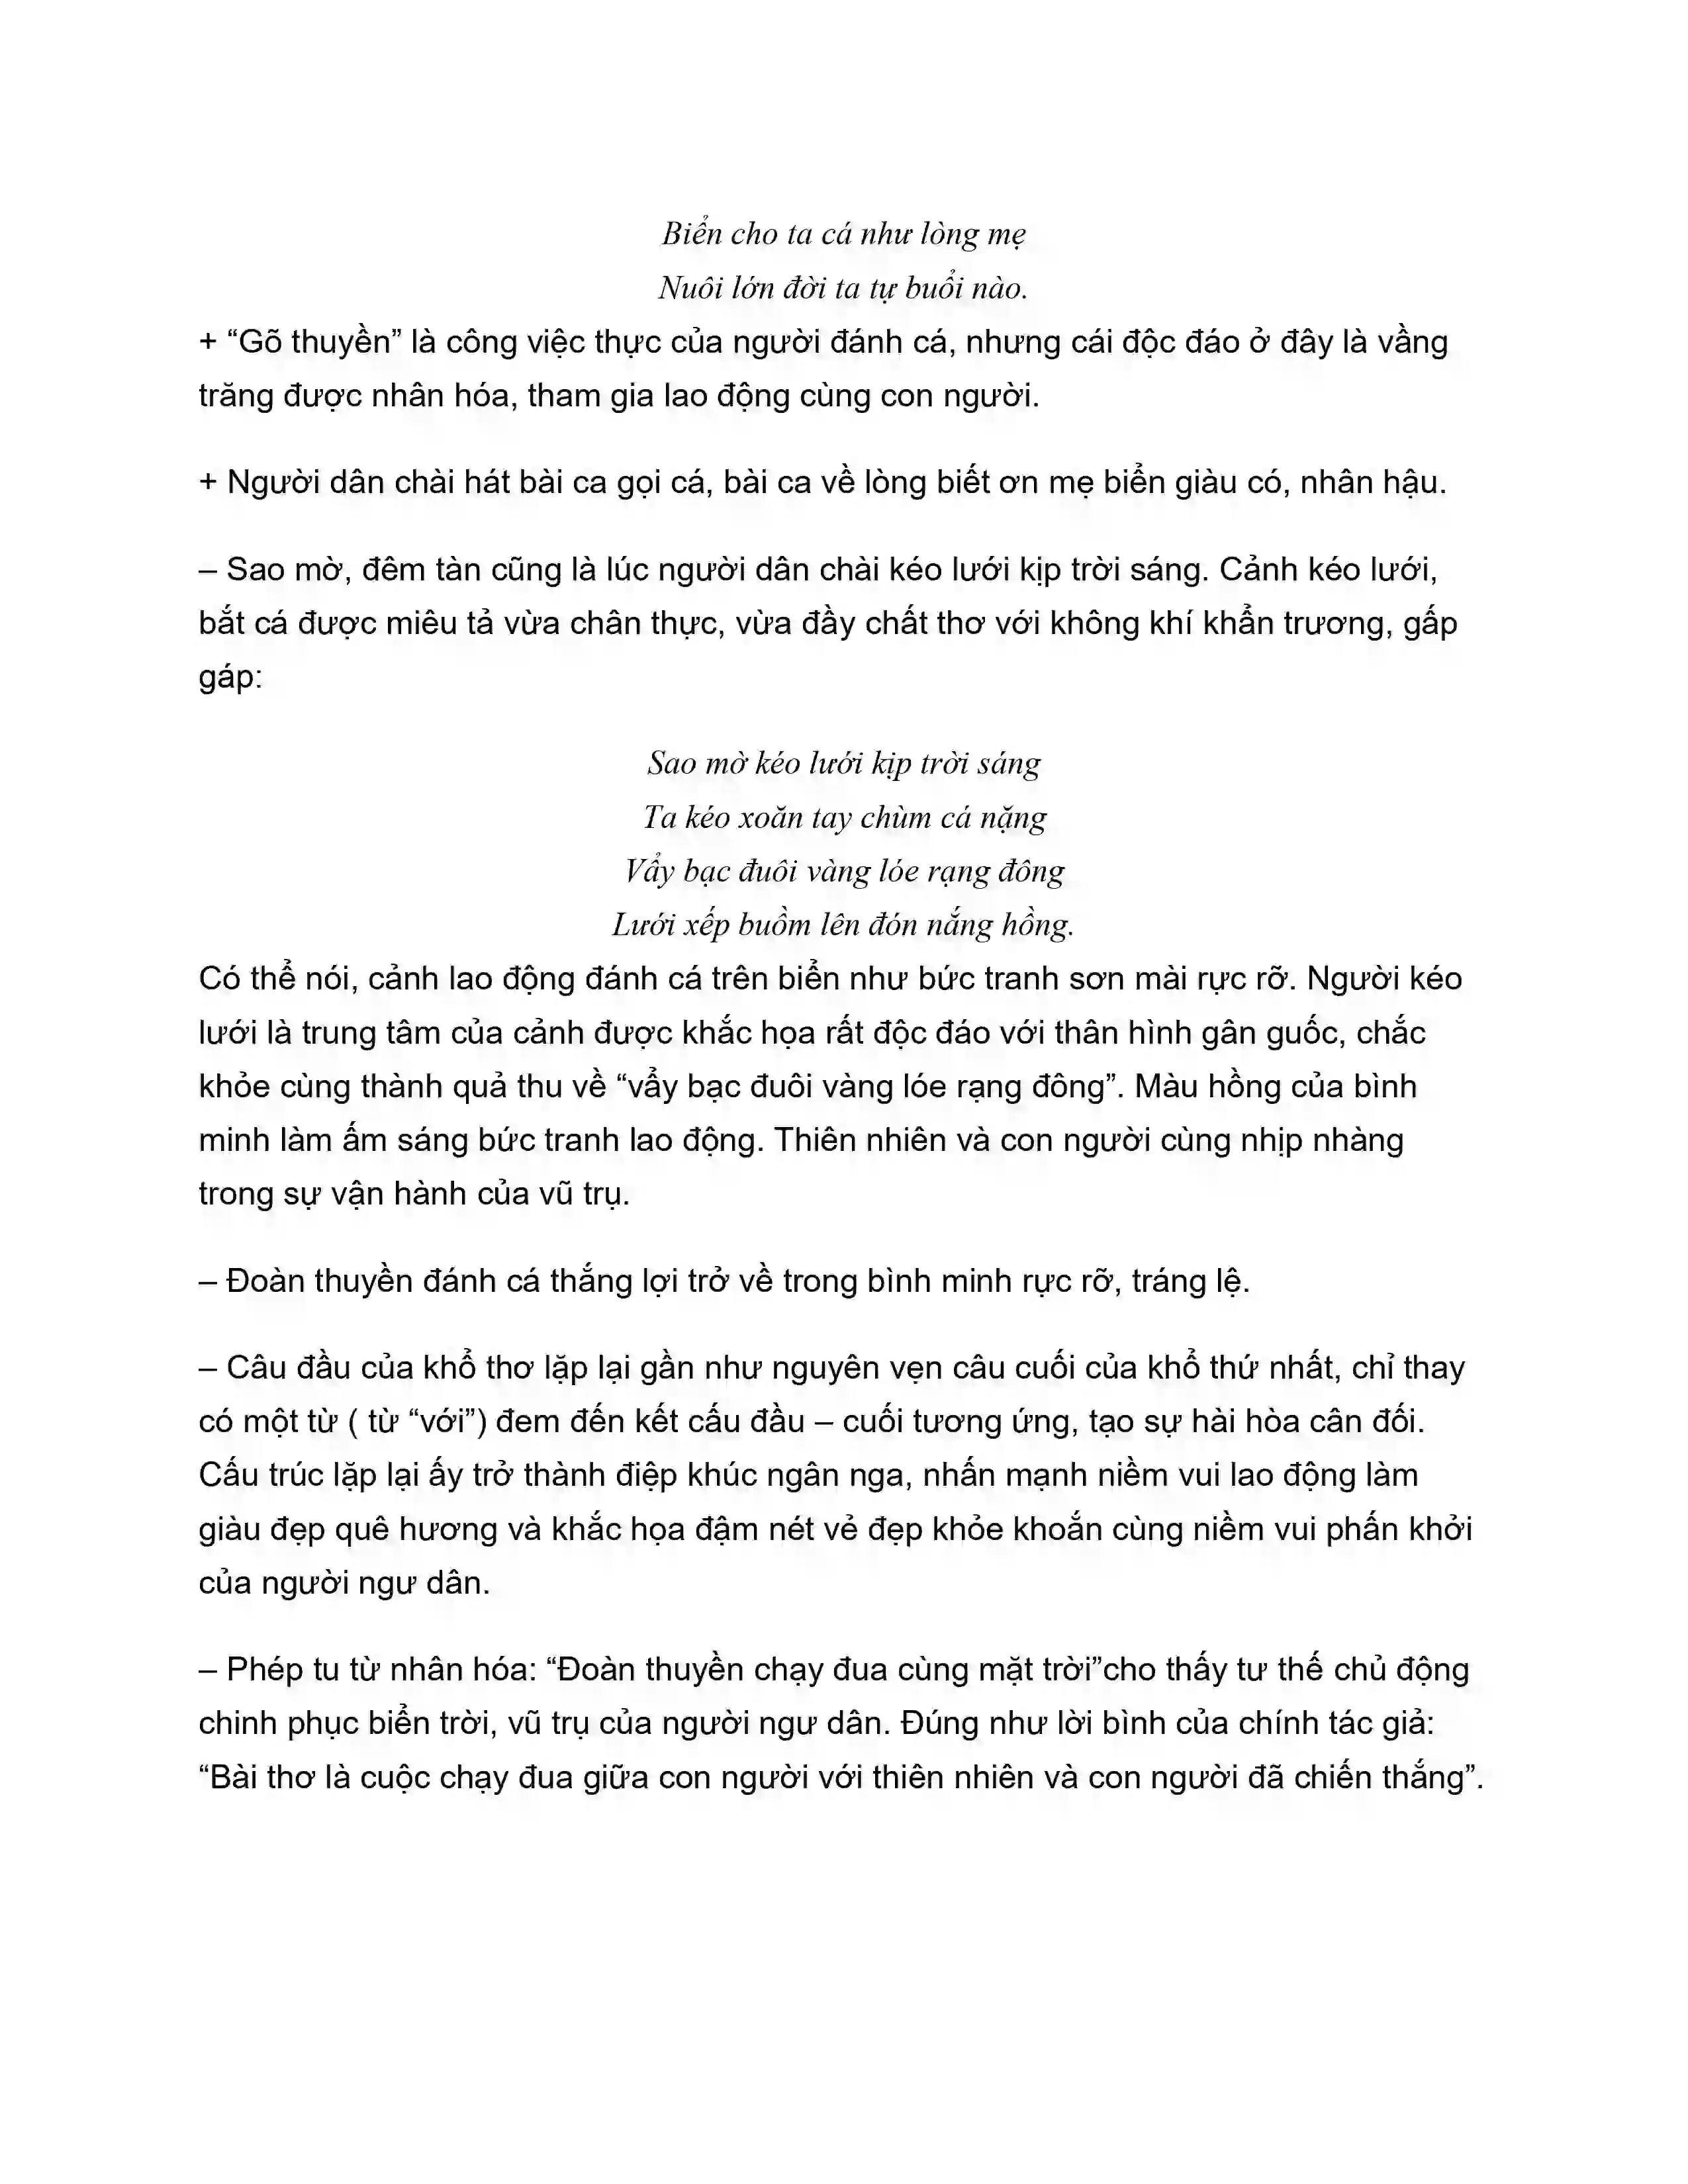 Biển cho ta cá như lòng mẹ
Nuôi lớn đời ta tự buổi nào.
+ “Gõ thuyền” là công việc thực của người đánh cá, nhưng cái độc đáo ở đây là vầng
trăng được nhân hóa, tham gia lao động cùng con người.
+ Người dân chài hát bài ca gọi cá, bài ca về lòng biết ơn mẹ biển giàu có, nhân hậu.
– Sao mờ, đêm tàn cũng là lúc người dân chài kéo lưới kịp trời sáng. Cảnh kéo lưới,
bắt cá được miêu tả vừa chân thực, vừa đầy chất thơ với không khí khẩn trương, gấp
gáp:
Sao mờ kéo lưới kịp trời sáng
Ta kéo xoăn tay chùm cá nặng
Vẩy bạc đuôi vàng lóe rạng đông
Lưới xếp buồm lên đón nắng hồng.
Có thể nói, cảnh lao động đánh cá trên biển như bức tranh sơn mài rực rỡ. Người kéo
lưới là trung tâm của cảnh được khắc họa rất độc đáo với thân hình gân guốc, chắc
khỏe cùng thành quả thu về “vẩy bạc đuôi vàng lóe rạng đông”. Màu hồng của bình
minh làm ấm sáng bức tranh lao động. Thiên nhiên và con người cùng nhịp nhàng
trong sự vận hành của vũ trụ.
– Đoàn thuyền đánh cá thắng lợi trở về trong bình minh rực rỡ, tráng lệ.
– Câu đầu của khổ thơ lặp lại gần như nguyên vẹn câu cuối của khổ thứ nhất, chỉ thay
có một từ ( từ “với”) đem đến kết cấu đầu – cuối tương ứng, tạo sự hài hòa cân đối.
Cấu trúc lặp lại ấy trở thành điệp khúc ngân nga, nhấn mạnh niềm vui lao động làm
giàu đẹp quê hương và khắc họa đậm nét vẻ đẹp khỏe khoắn cùng niềm vui phấn khởi
của người ngư dân.
– Phép tu từ nhân hóa: “Đoàn thuyền chạy đua cùng mặt trời”cho thấy tư thế chủ động
chinh phục biển trời, vũ trụ của người ngư dân. Đúng như lời bình của chính tác giả:
“Bài thơ là cuộc chạy đua giữa con người với thiên nhiên và con người đã chiến thắng”.